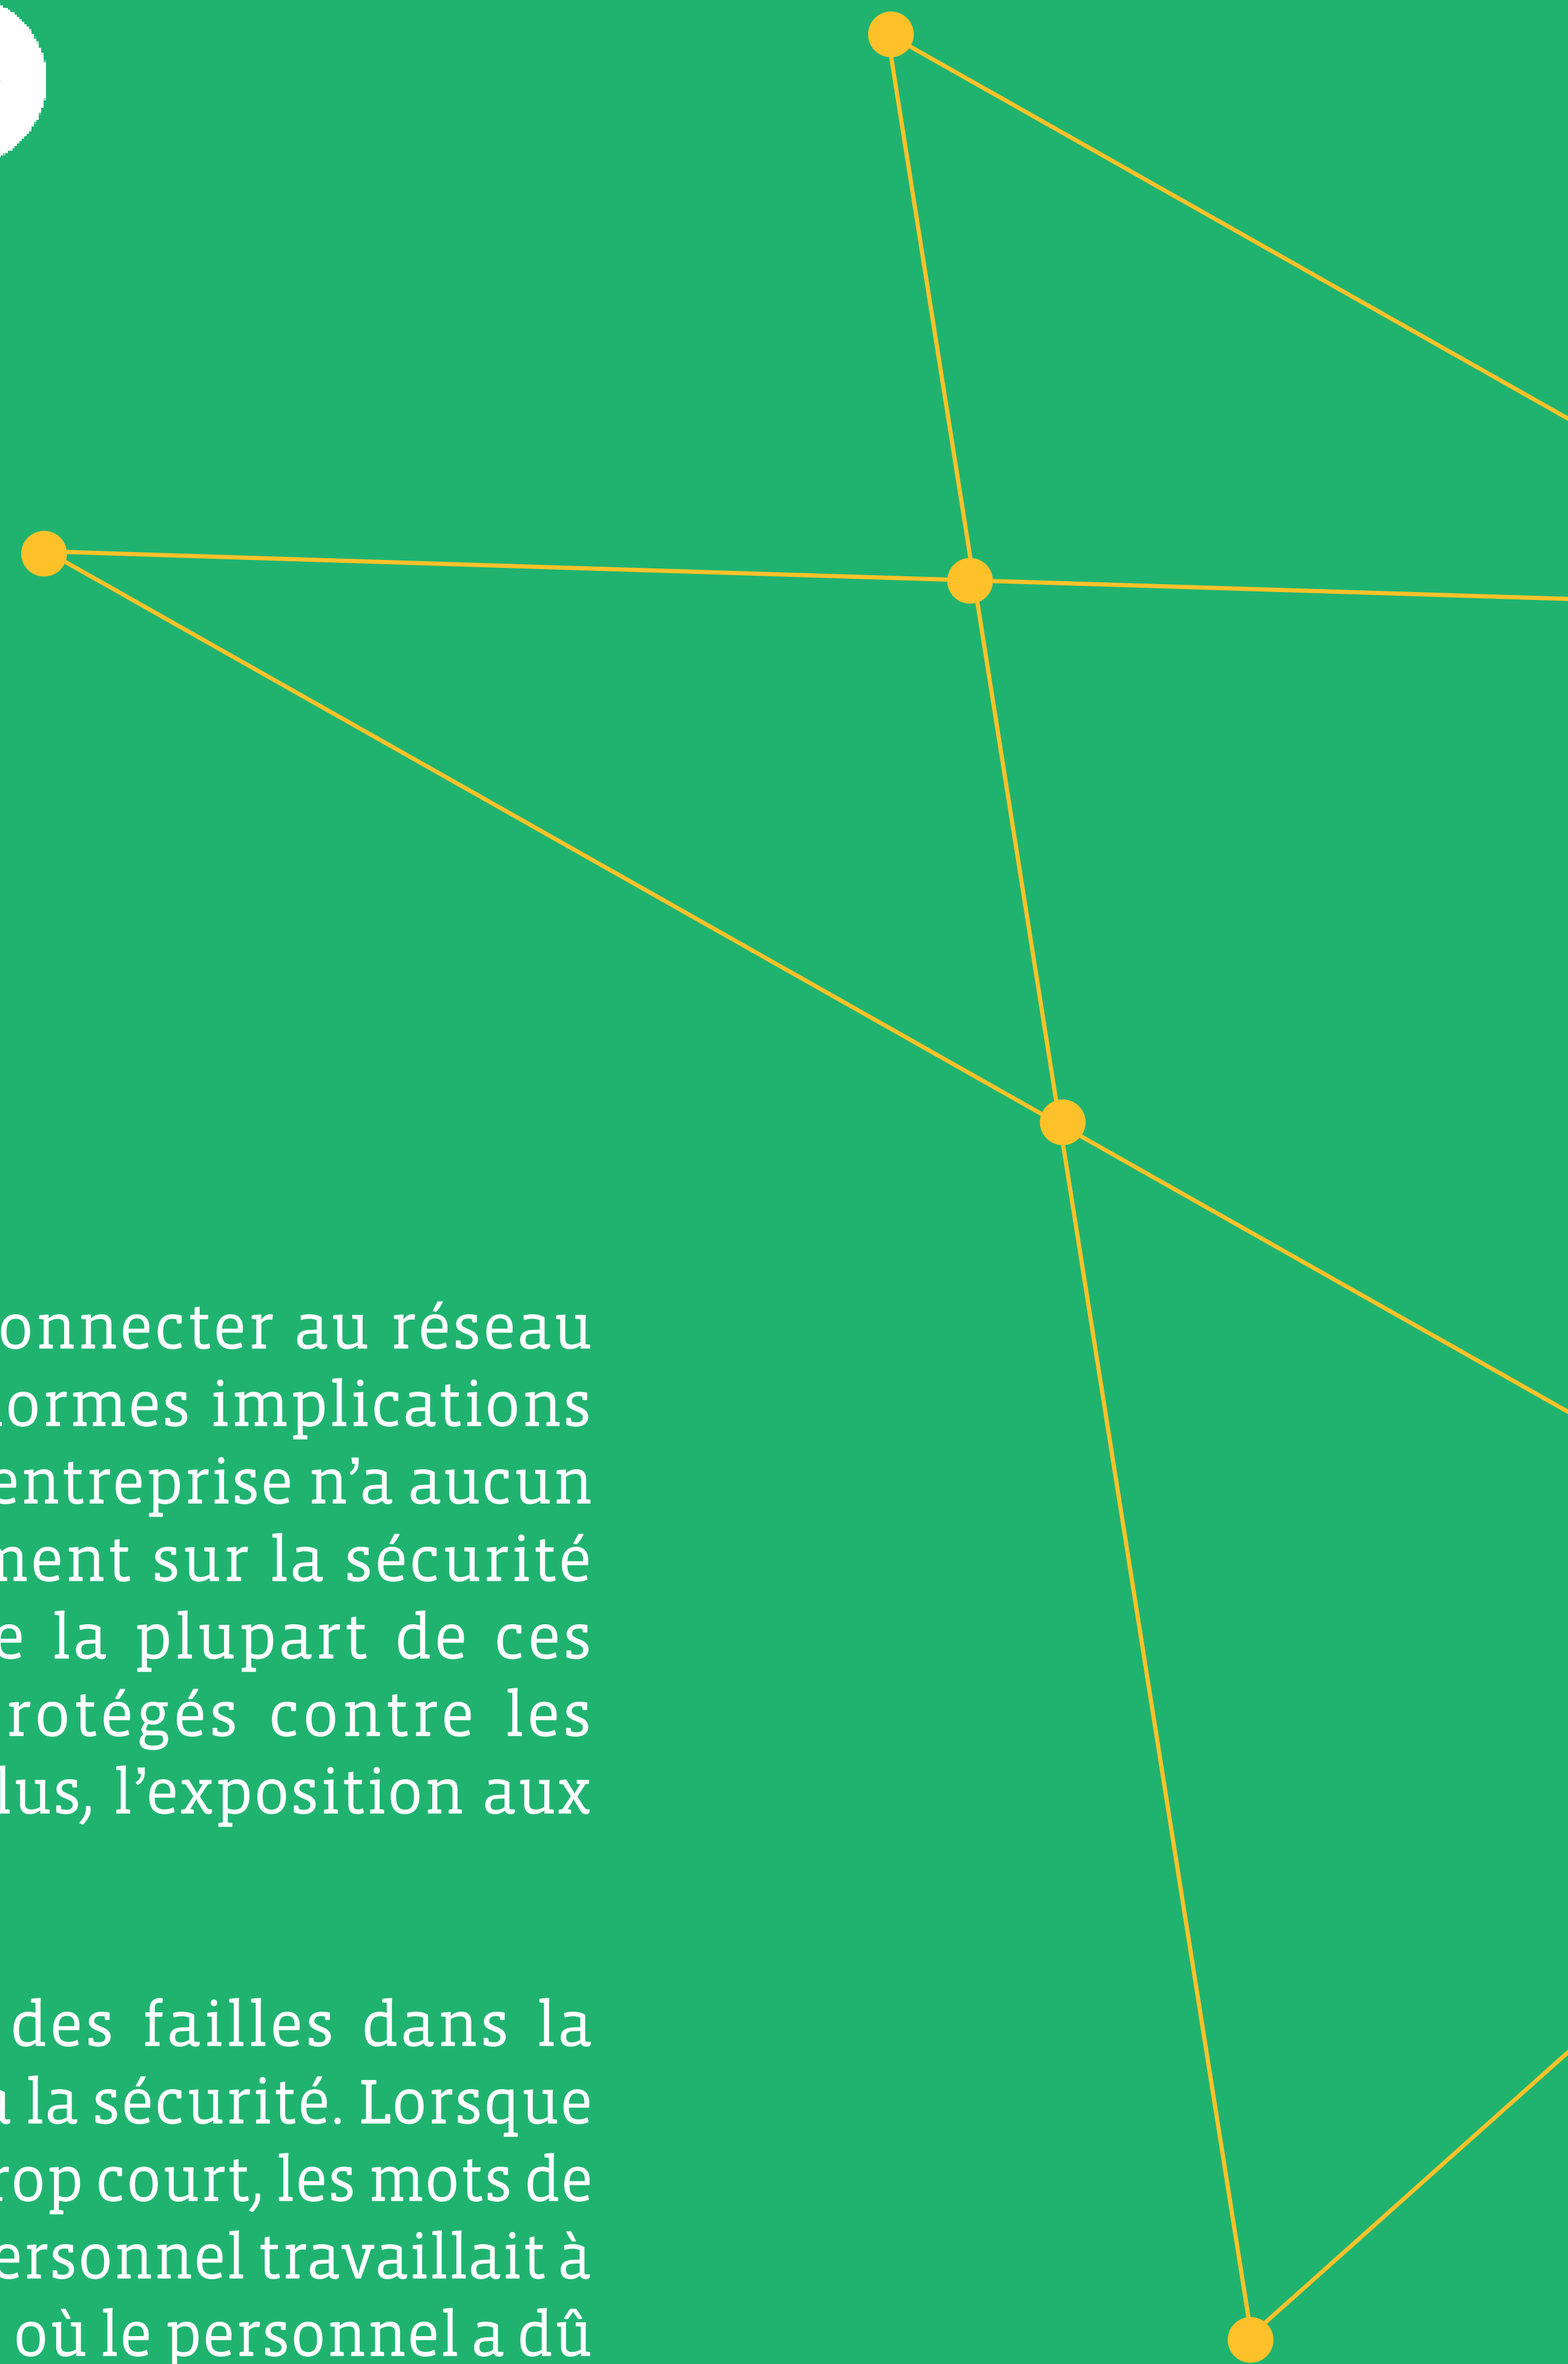 onnecter au réseau
ormes implications
entreprise n’a aucun
ment sur la sécurité
e la plupart de ces
rotégés contre les
lus, l’exposition aux
des failles dans la
la sécurité. Lorsque
rop court, les mots de
ersonnel travaillait à
où le personnel a dû